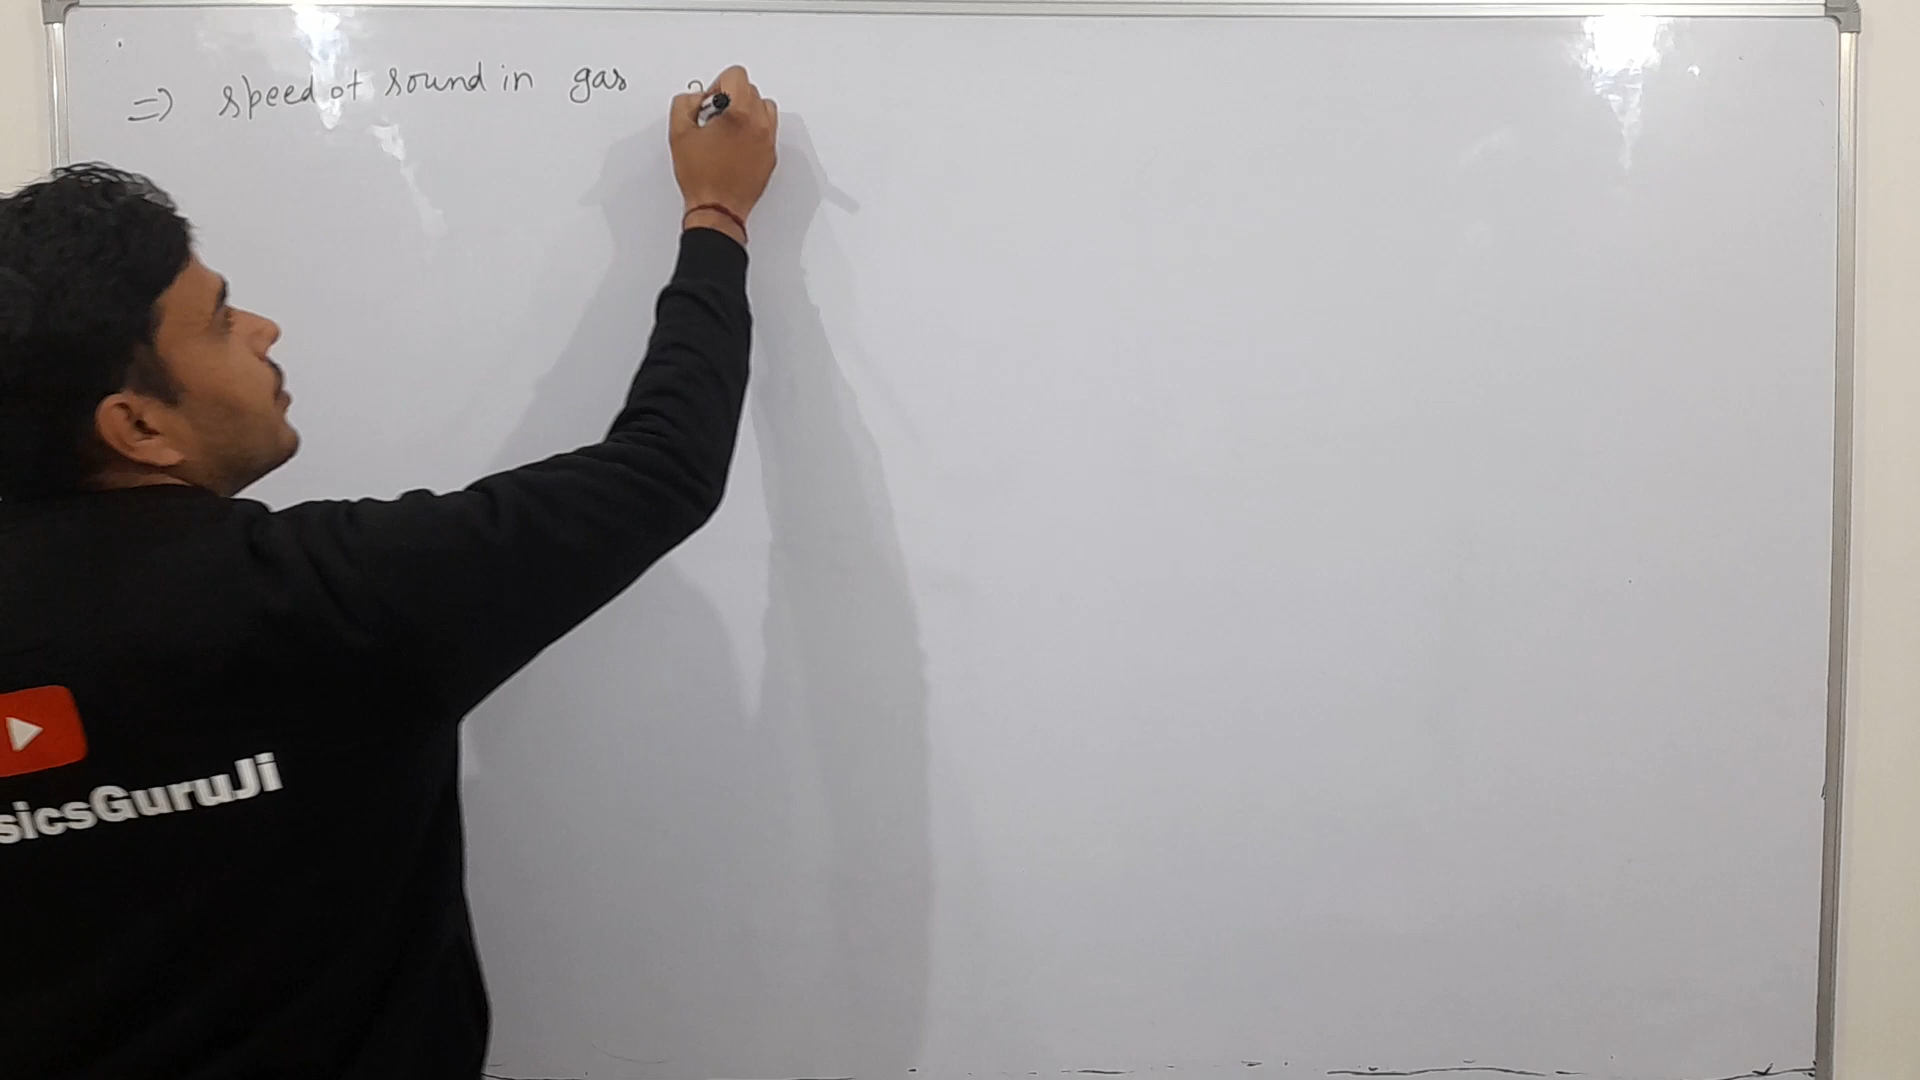 => speed of sound in gas
sicsGuruJi